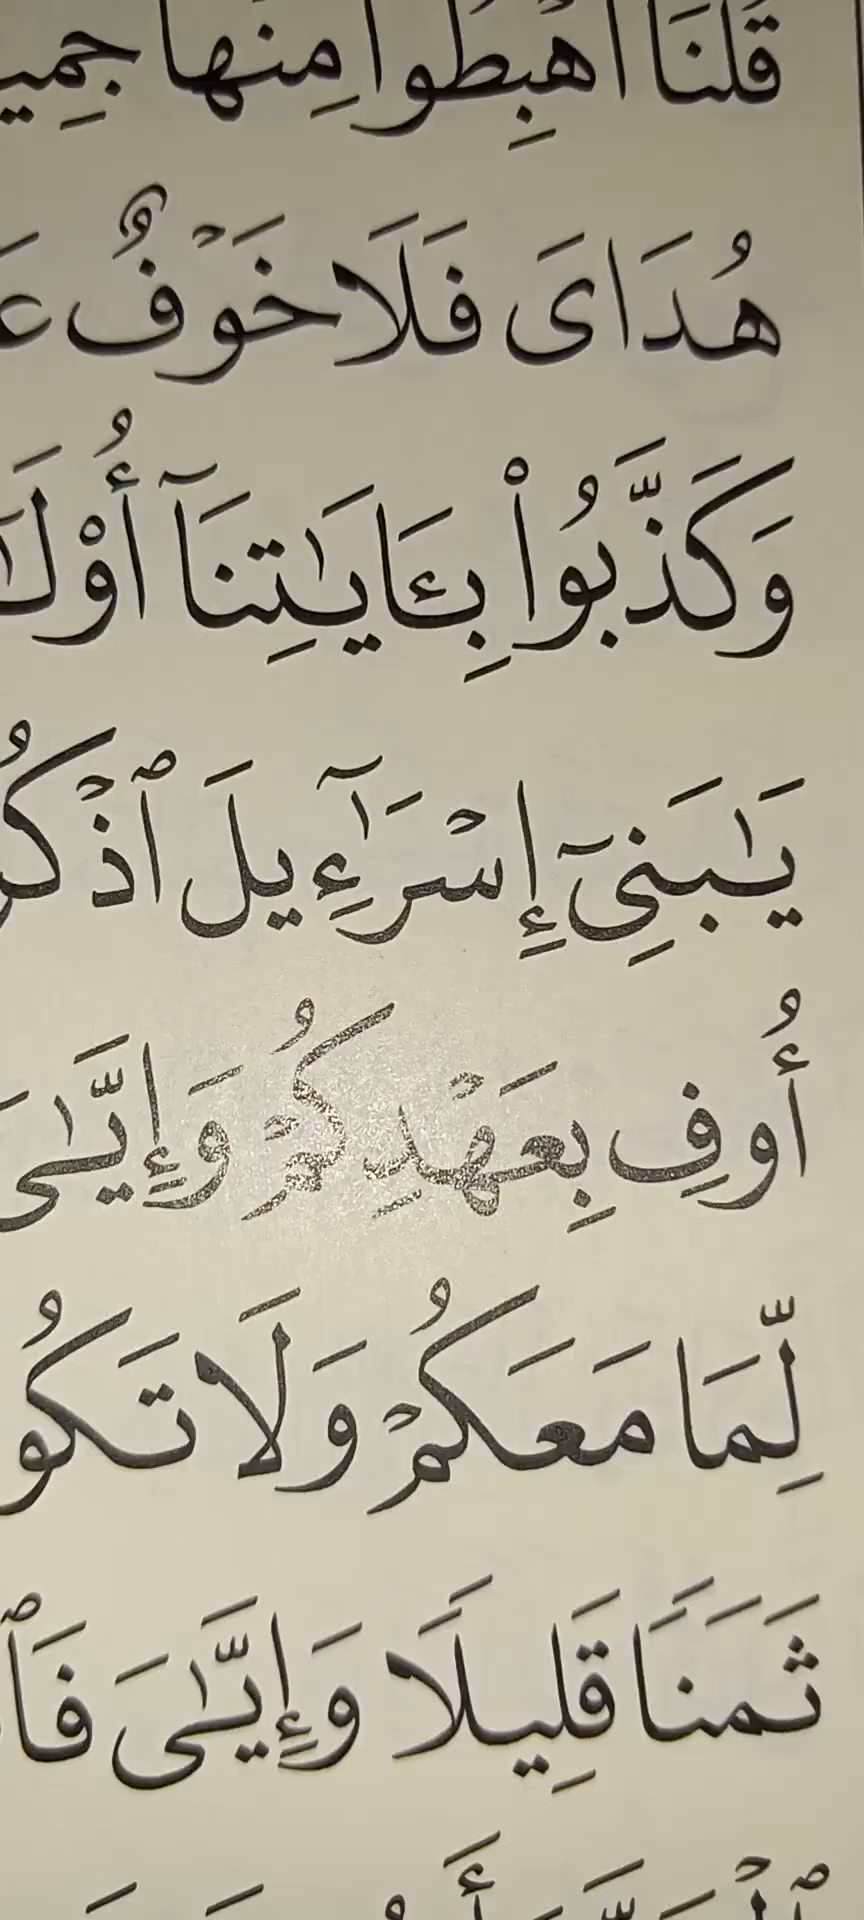 قُلْنَا ٱهْبِطُوا۟ مِنْهَا
هُدَاىَ فَلَا خَوْفٌ
وَكَذَّبُوا۟ بِـَٔايَـٰتِنَآ
يَـٰبَنِىٓ إِسْرَٰٓءِيلَ ٱذْ
أُوفِ بِعَهْدِكُمْ وَإِيَّـٰىَ
لِّمَا مَعَكُمْ وَلَا
ثَمَنًا قَلِيلًا وَإِيَّـٰىَ